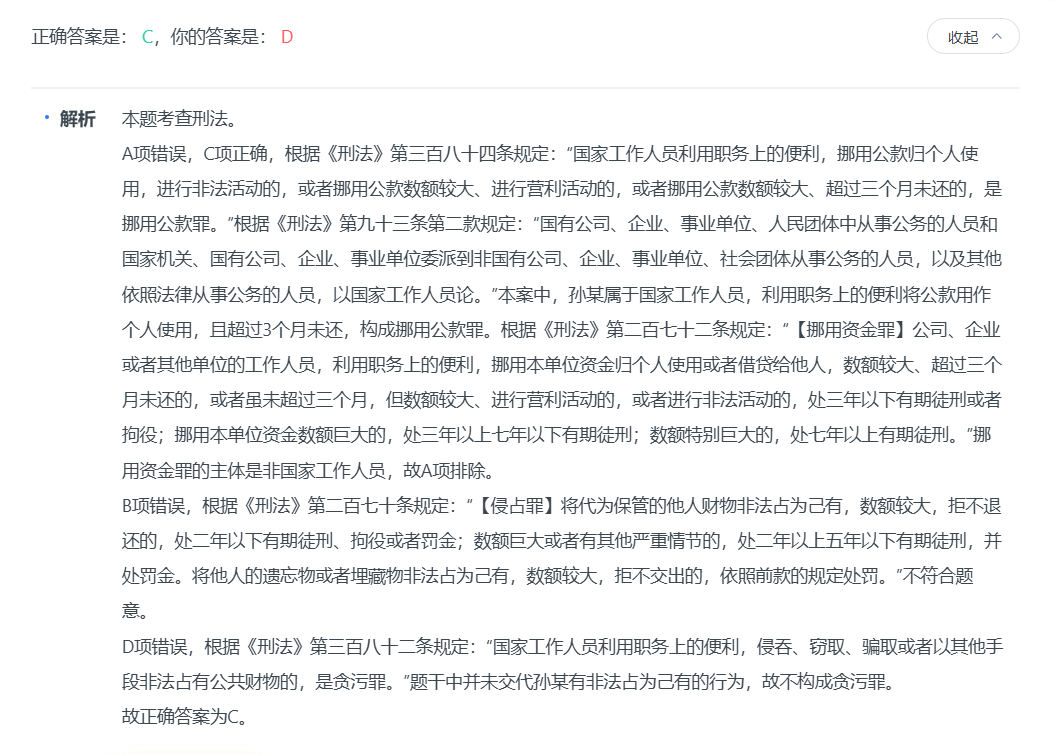 正确答案是： C，你的答案是： D
收起
解析
本题考查刑法。
A项错误，C项正确，根据《刑法》第三百八十四条规定：“国家工作人员利用职务上的便利，挪用公款归个人使
用，进行非法活动的，或者挪用公款数额较大、进行营利活动的，或者挪用公款数额较大、超过三个月未还的，是
挪用公款罪。”根据《刑法》第九十三条第二款规定：“国有公司、企业、事业单位、人民团体中从事公务的人员和
国家机关、国有公司、企业、事业单位委派到非国有公司、企业、事业单位、社会团体从事公务的人员，以及其他
依照法律从事公务的人员，以国家工作人员论。”本案中，孙某属于国家工作人员，利用职务上的便利将公款用作
个人使用，且超过3个月未还，构成挪用公款罪。根据《刑法》第二百七十二条规定：“【挪用资金罪】公司、企业
或者其他单位的工作人员，利用职务上的便利，挪用本单位资金归个人使用或者借贷给他人，数额较大、超过三个
月未还的，或者虽未超过三个月，但数额较大、进行营利活动的，或者进行非法活动的，处三年以下有期徒刑或者
拘役；挪用本单位资金数额巨大的，处三年以上七年以下有期徒刑；数额特别巨大的，处七年以上有期徒刑。”挪
用资金罪的主体是非国家工作人员，故A项排除。
B项错误，根据《刑法》第二百七十条规定：“【侵占罪】将代为保管的他人财物非法占为己有，数额较大，拒不退
还的，处二年以下有期徒刑、拘役或者罚金；数额巨大或者有其他严重情节的，处二年以上五年以下有期徒刑，并
处罚金。将他人的遗忘物或者埋藏物非法占为己有，数额较大，拒不交出的，依照前款的规定处罚。”不符合题
意。
D项错误，根据《刑法》第三百八十二条规定：“国家工作人员利用职务上的便利，侵吞、窃取、骗取或者以其他手
段非法占有公共财物的，是贪污罪。”题干中并未交代孙某有非法占为己有的行为，故不构成贪污罪。
故正确答案为C。